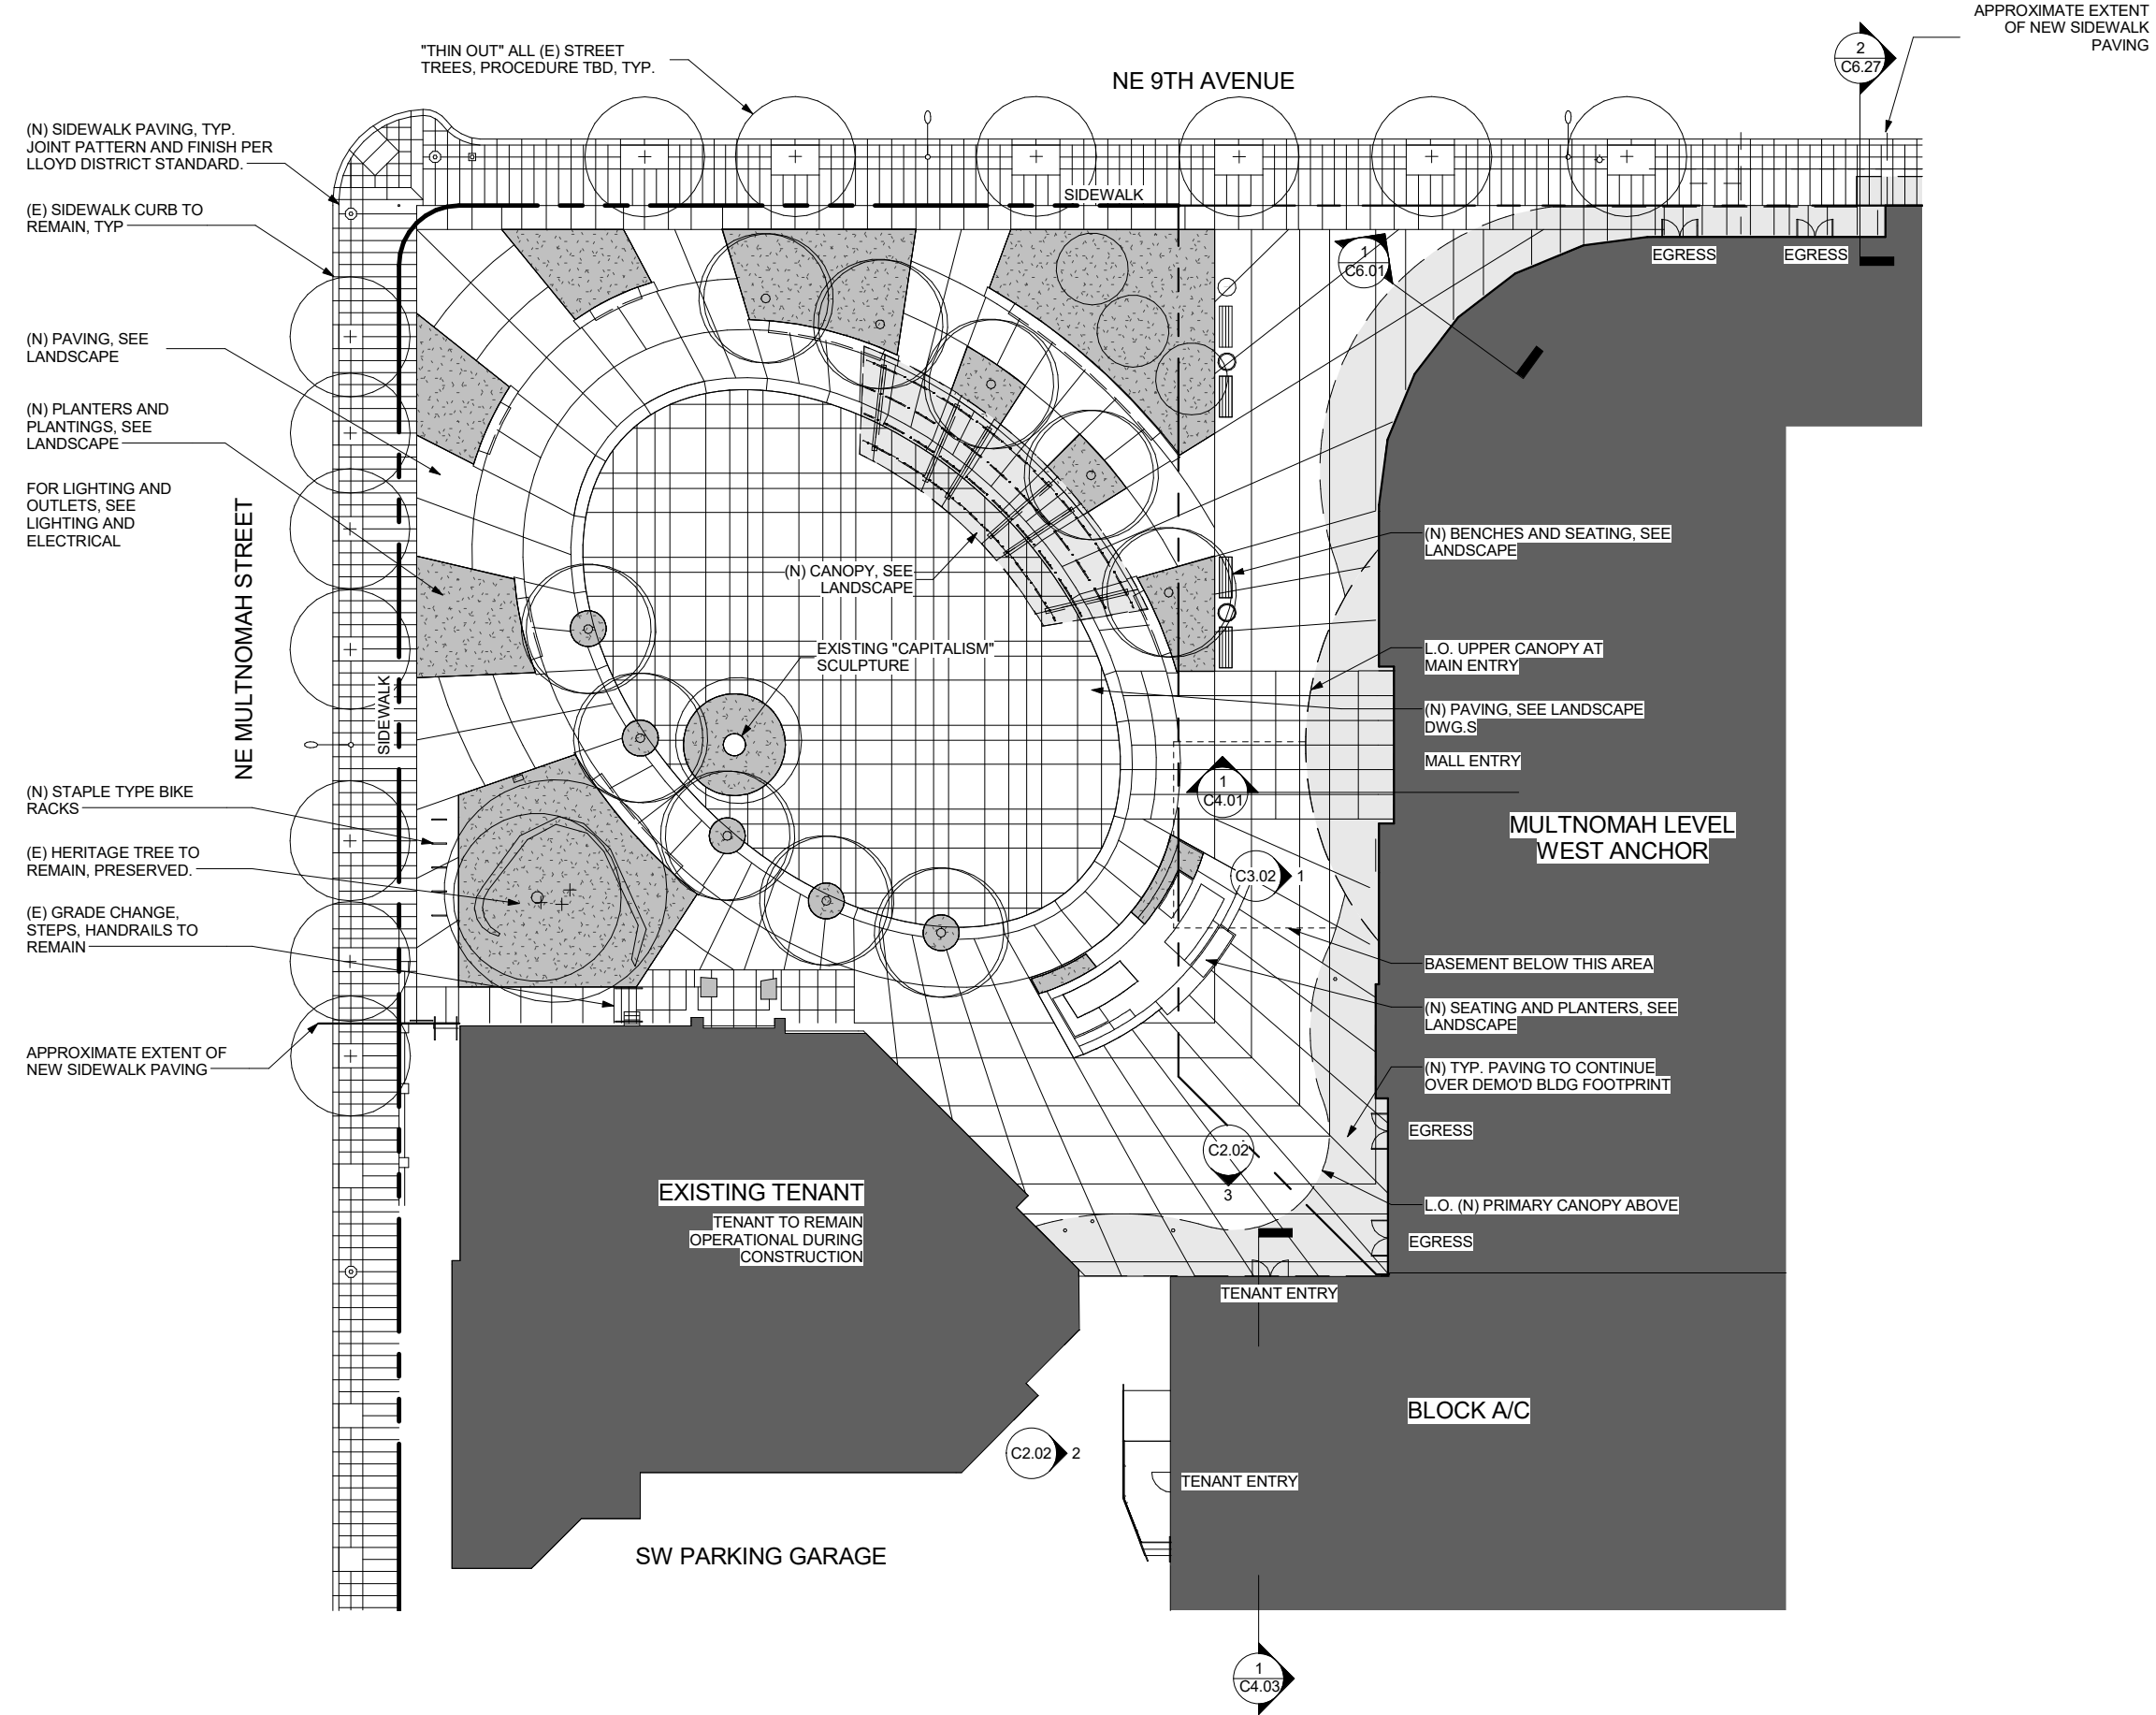 APPROXIMATE EXTENT
OF NEW SIDEWALK
PAVING
2
C6.27
"THIN OUT" ALL (E) STREET
TREES, PROCEDURE TBD, TYP.
NE 9TH AVENUE
(N) SIDEWALK PAVING, TYP.
JOINT PATTERN AND FINISH PER
LLOYD DISTRICT STANDARD.
SIDEWALK
(E) SIDEWALK CURB TO
REMAIN, TYP
1
C6.01
EGRESS
EGRESS
(N) PAVING, SEE
LANDSCAPE
(N) PLANTERS AND
PLANTINGS, SEE
LANDSCAPE
FOR LIGHTING AND
OUTLETS, SEE
LIGHTING AND
ELECTRICAL
NE MULTNOMAH STREET
SIDEWALK
(N) CANOPY, SEE
LANDSCAPE
EXISTING "CAPITALISM"
SCULPTURE
(N) BENCHES AND SEATING, SEE
LANDSCAPE
L.O. UPPER CANOPY AT
MAIN ENTRY
(N) PAVING, SEE LANDSCAPE
DWG.S
MALL ENTRY
1
C4.01
MULTNOMAH LEVEL
WEST ANCHOR
C3.02
1
(N) STAPLE TYPE BIKE
RACKS
(E) HERITAGE TREE TO
REMAIN, PRESERVED.
(E) GRADE CHANGE,
STEPS, HANDRAILS TO
REMAIN
APPROXIMATE EXTENT OF
NEW SIDEWALK PAVING
BASEMENT BELOW THIS AREA
(N) SEATING AND PLANTERS, SEE
LANDSCAPE
(N) TYP. PAVING TO CONTINUE
OVER DEMO'D BLDG FOOTPRINT
EGRESS
C2.02
3
L.O. (N) PRIMARY CANOPY ABOVE
EGRESS
EXISTING TENANT
TENANT TO REMAIN
OPERATIONAL DURING
CONSTRUCTION
TENANT ENTRY
BLOCK A/C
C2.02
2
TENANT ENTRY
SW PARKING GARAGE
1
C4.03